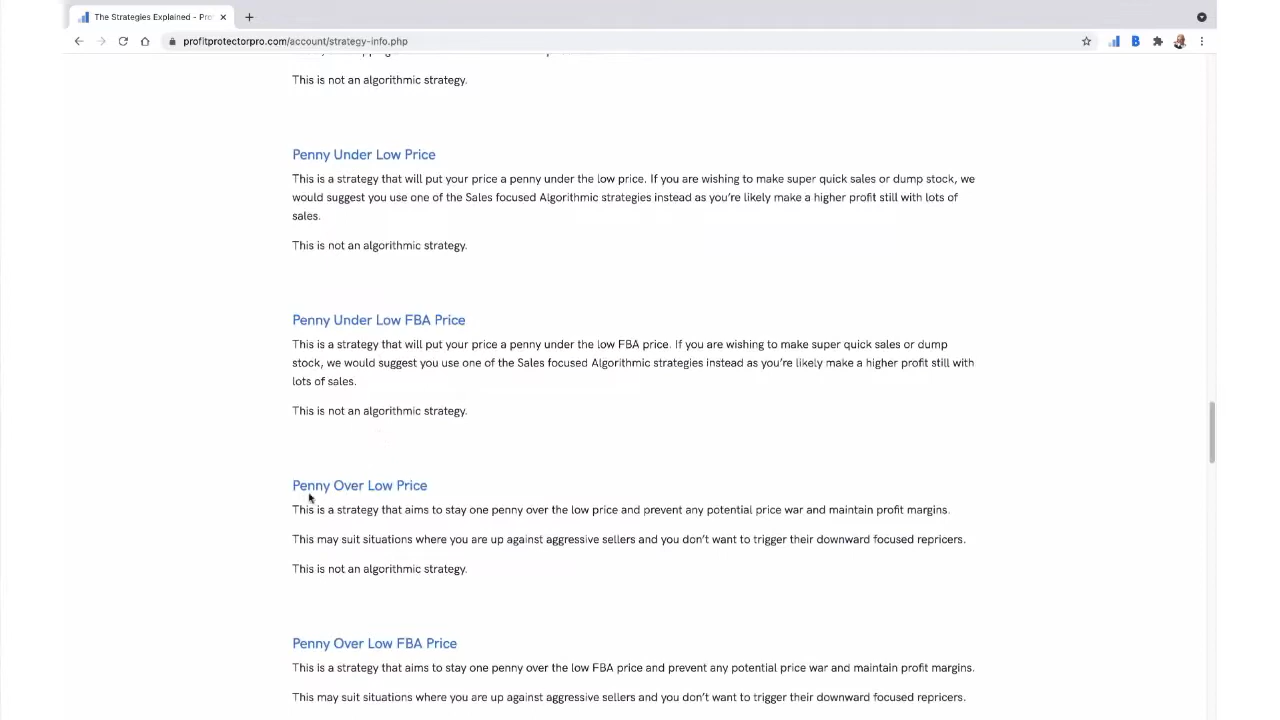 The Strategies Explained - Pro
profitprotectorpro.com/account/strategy-info.php
This is not an algorithmic strategy.
Penny Under Low Price
This is a strategy that will put your price a penny under the low price. If you are wishing to make super quick sales or dump stock, we
would suggest you use one of the Sales focused Algorithmic strategies instead as you're likely make a higher profit still with lots of
sales.
This is not an algorithmic strategy.
Penny Under Low FBA Price
This is a strategy that will put your price a penny under the low FBA price. If you are wishing to make super quick sales or dump
stock, we would suggest you use one of the Sales focused Algorithmic strategies instead as you're likely make a higher profit still with
lots of sales.
This is not an algorithmic strategy.
Penny Over Low Price
This is a strategy that aims to stay one penny over the low price and prevent any potential price war and maintain profit margins.
This may suit situations where you are up against aggressive sellers and you don't want to trigger their downward focused repricers.
This is not an algorithmic strategy.
Penny Over Low FBA Price
This is a strategy that aims to stay one penny over the low FBA price and prevent any potential price war and maintain profit margins.
This may suit situations where you are up against aggressive sellers and you don't want to trigger their downward focused repricers.